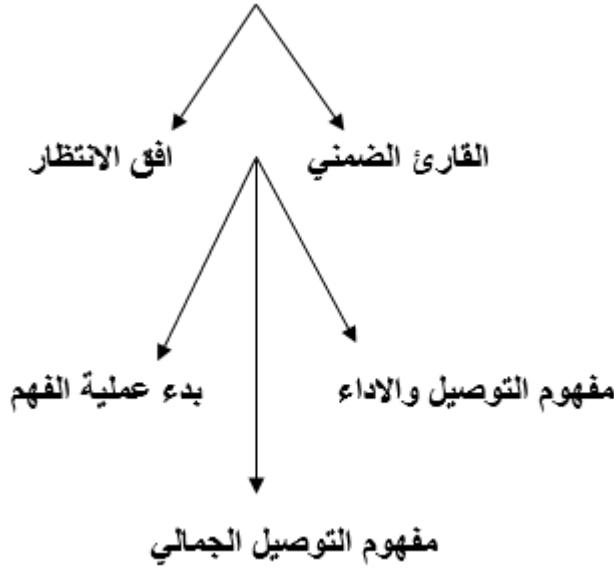 القارئ الضمني
افق الانتظار
مفهوم التوصيل والاداء
بدء عملية الفهم
مفهوم التوصيل الجمالي